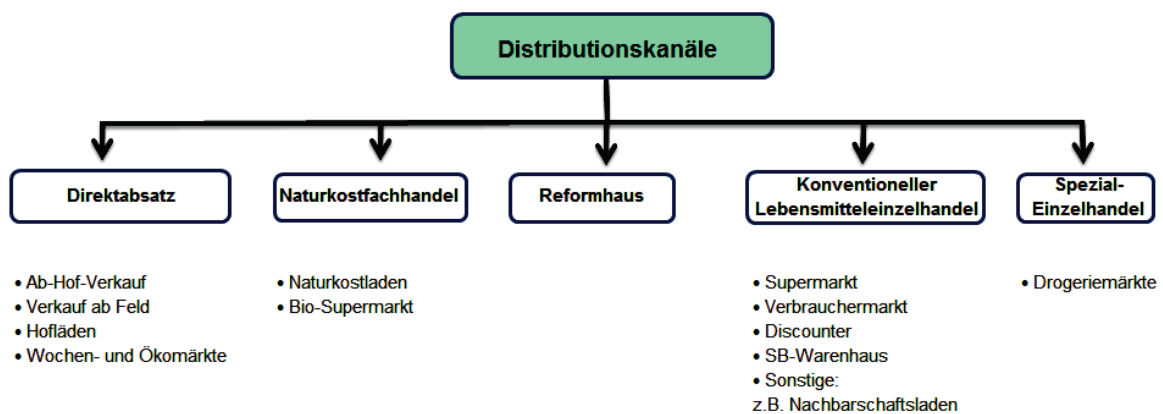 Distributionskanäle
Direktabsatz
Naturkostfachhandel
Reformhaus
Konventioneller
Lebensmitteleinzelhandel
Spezial-
Einzelhandel
• Ab-Hof-Verkauf
• Verkauf ab Feld
• Hofläden
• Wochen- und Ökomärkte
• Naturkostladen
• Bio-Supermarkt
• Supermarkt
• Verbrauchermarkt
• Discounter
• SB-Warenhaus
• Sonstige:
z.B. Nachbarschaftsladen
• Drogeriemärkte